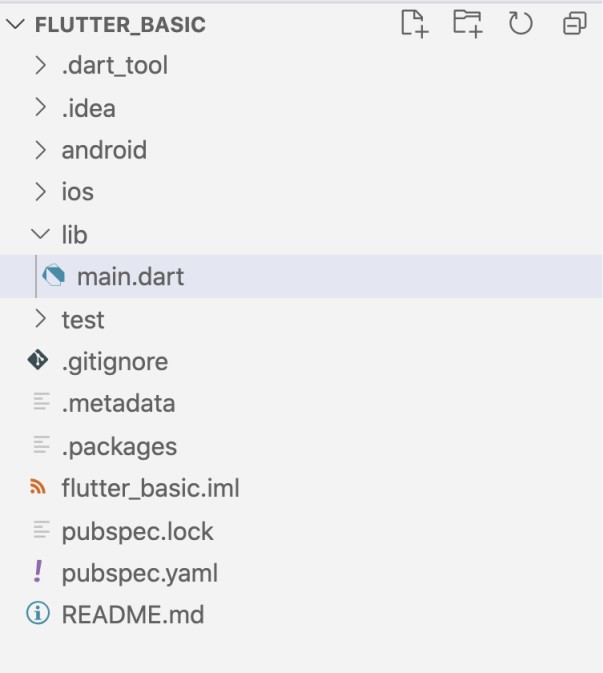 FLUTTER_BASIC
.dart_tool
.idea
android
ios
lib
main.dart
test
.gitignore
.metadata
.packages
flutter_basic.iml
pubspec.lock
pubspec.yaml
README.md